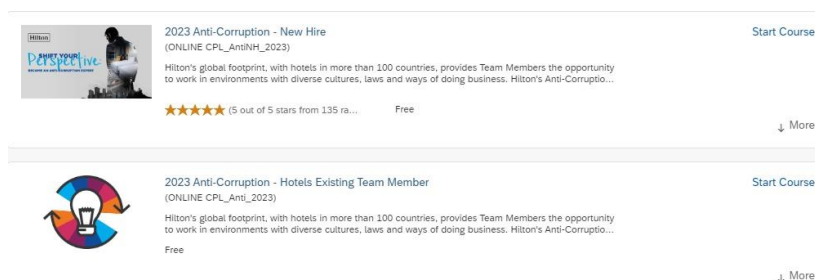 Hilton
SHIFT YOUR
Perspective
BECOME AN ANTI-CORRUPTION EXPERT
2023 Anti-Corruption - New Hire
Start Course
(ONLINE CPL_AntiNH_2023)
Hilton's global footprint, with hotels in more than 100 countries, provides Team Members the opportunity
to work in environments with diverse cultures, laws and ways of doing business. Hilton's Anti-Corruptio...
(5 out of 5 stars from 135 ra...
Free
↓ More
2023 Anti-Corruption - Hotels Existing Team Member
Start Course
(ONLINE CPL_Anti_2023)
Hilton's global footprint, with hotels in more than 100 countries, provides Team Members the opportunity
to work in environments with diverse cultures, laws and ways of doing business. Hilton's Anti-Corruptio...
Free
↓ More